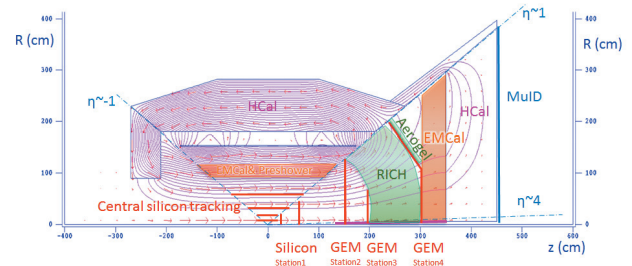 400
R (cm)
300
200
100
0
η~1
400
R (cm)
300
200
100
0
η~-1
HCal
HCal
MuID
EMCal
Aerogel
RICH
EMCal & Preshower
Central silicon tracking
η~4
-400
-300
-200
-100
0
100
200
300
400
500
600
z (cm)
Silicon
Station1
GEM
Station2
GEM
Station3
GEM
Station4